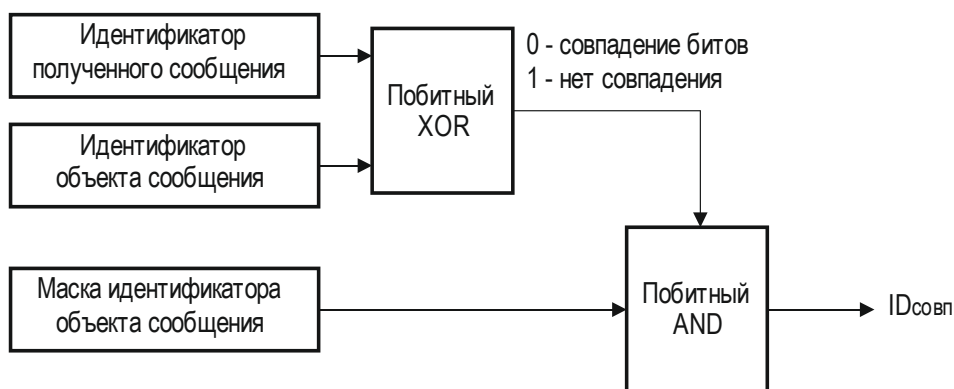 Идентификатор
полученного сообщения
0 - совпадение битов
1 - нет совпадения
Побитный
XOR
Идентификатор
объекта сообщения
Маска идентификатора
объекта сообщения
Побитный
AND
IDсовп